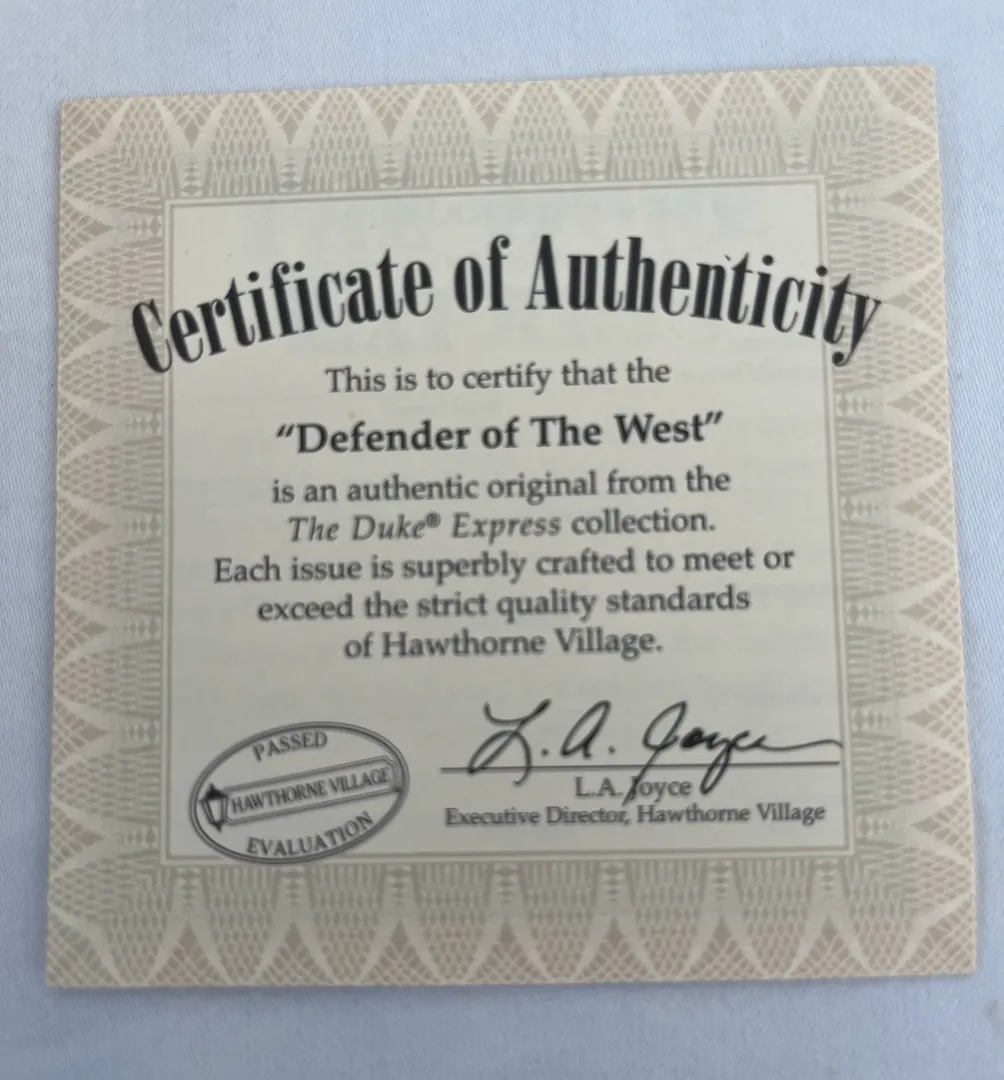 Certificate of Authenticity
This is to certify that the
“Defender of The West”
is an authentic original from the
The Duke® Express collection.
Each issue is superbly crafted to meet or
exceed the strict quality standards
of Hawthorne Village.
PASSED
HAWTHORNE VILLAGE
EVALUATION
L. A. Joyce
L.A. Joyce
Executive Director, Hawthorne Village